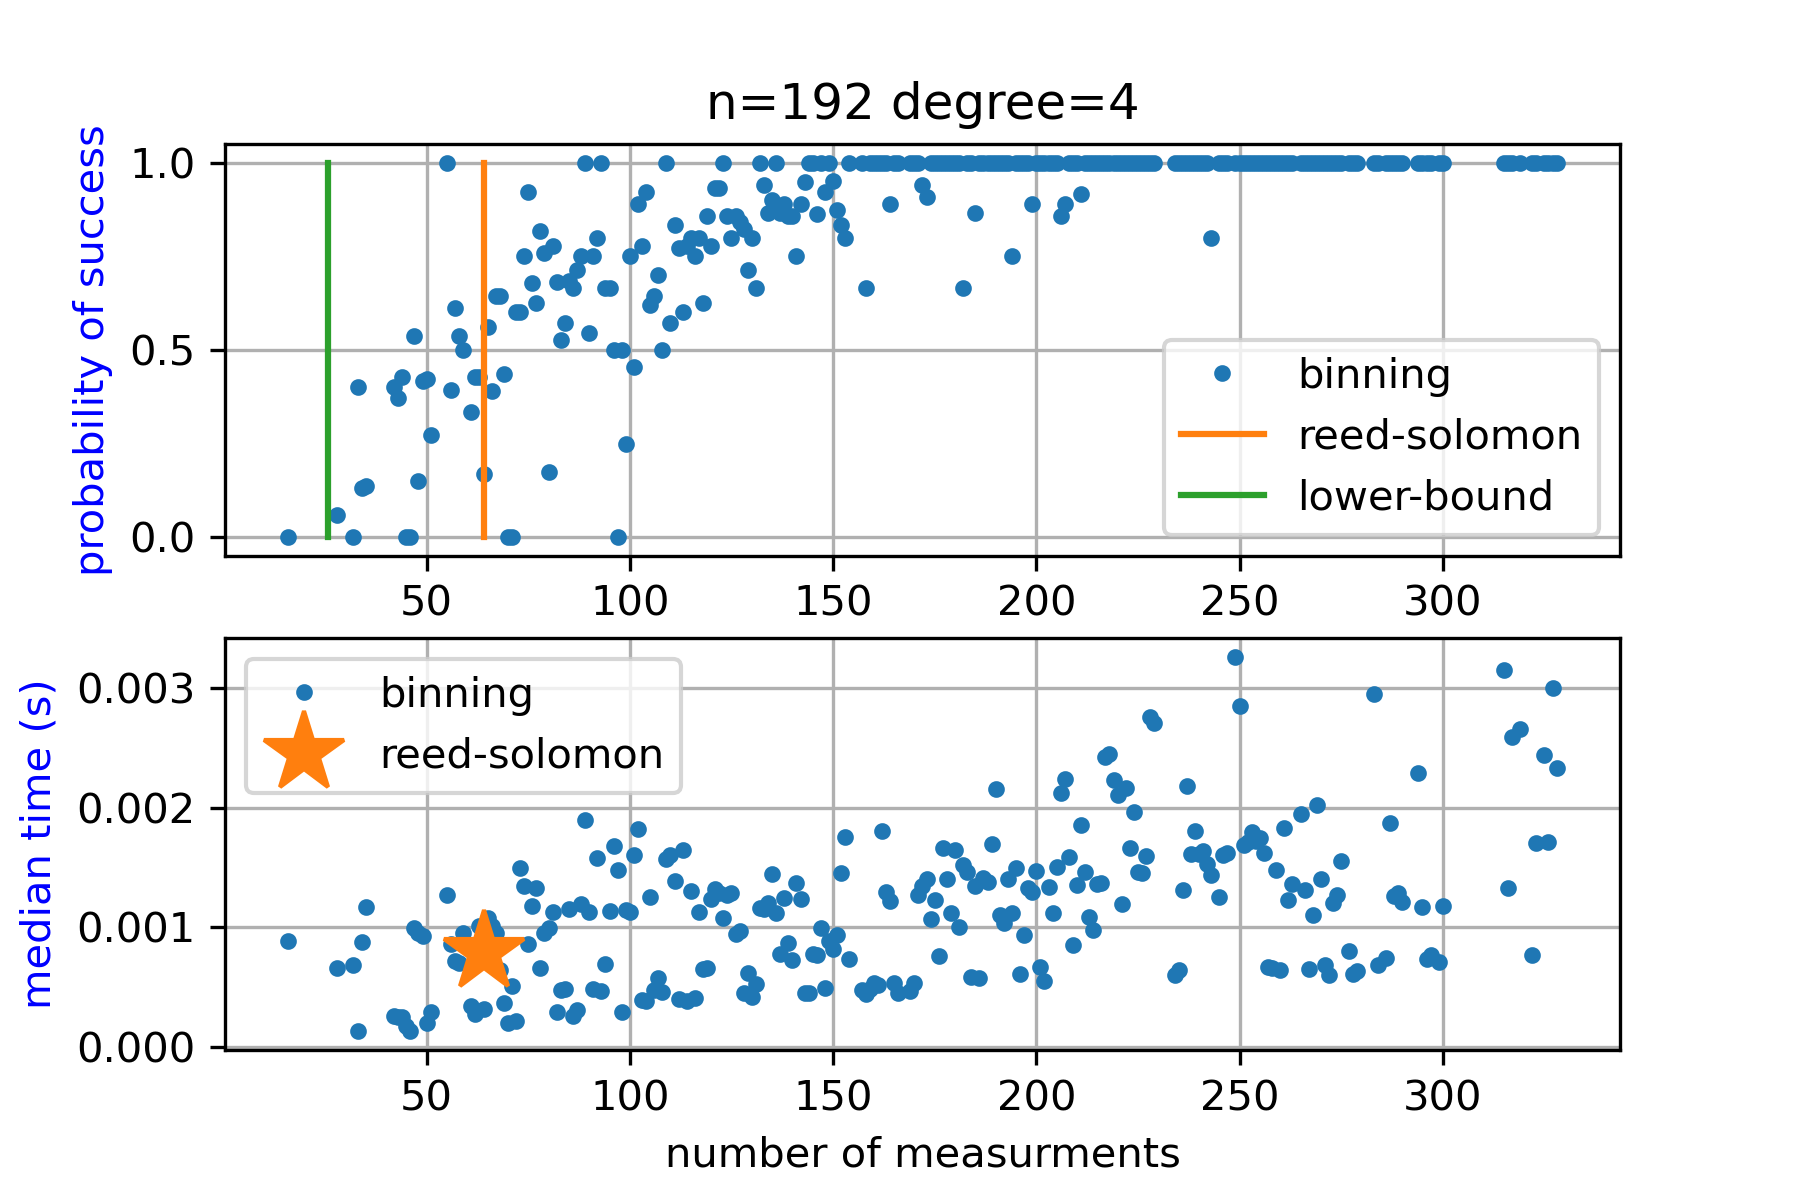 n=192 degree=4
probability of success
1.0
0.5
0.0
binning
reed-solomon
lower-bound
50 100 150 200 250 300
median time (s)
0.003
0.002
0.001
0.000
binning
reed-solomon
50 100 150 200 250 300
number of measurments